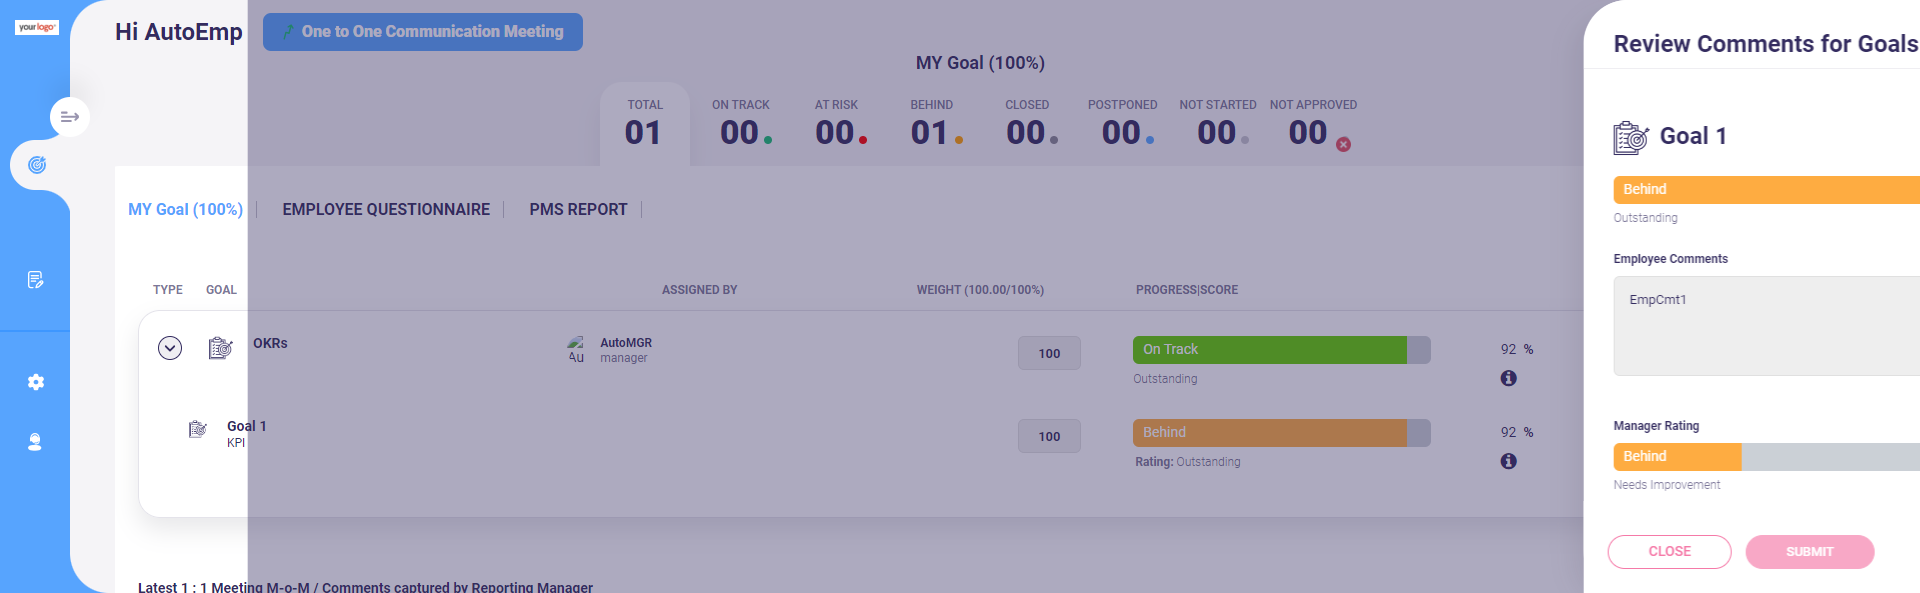 yourlogo
Hi AutoEmp
One to One Communication Meeting
MY Goal (100%)
TOTAL
01
ON TRACK
00
AT RISK
00
BEHIND
01
CLOSED
00
POSTPONED
00
NOT STARTED
00
NOT APPROVED
00
MY Goal (100%)
EMPLOYEE QUESTIONNAIRE
PMS REPORT
TYPE GOAL ASSIGNED BY WEIGHT (100.00/100%) PROGRESS|SCORE
OKRs
Au
AutoMGR
manager
100
On Track
92 %
Outstanding
Goal 1
KPI
100
Behind
92 %
Rating: Outstanding
Latest 1 : 1 Meeting M-o-M / Comments captured by Reporting Manager
Review Comments for Goals
Goal 1
Behind
Outstanding
Employee Comments
EmpCmt1
Manager Rating
Behind
Needs Improvement
CLOSE
SUBMIT